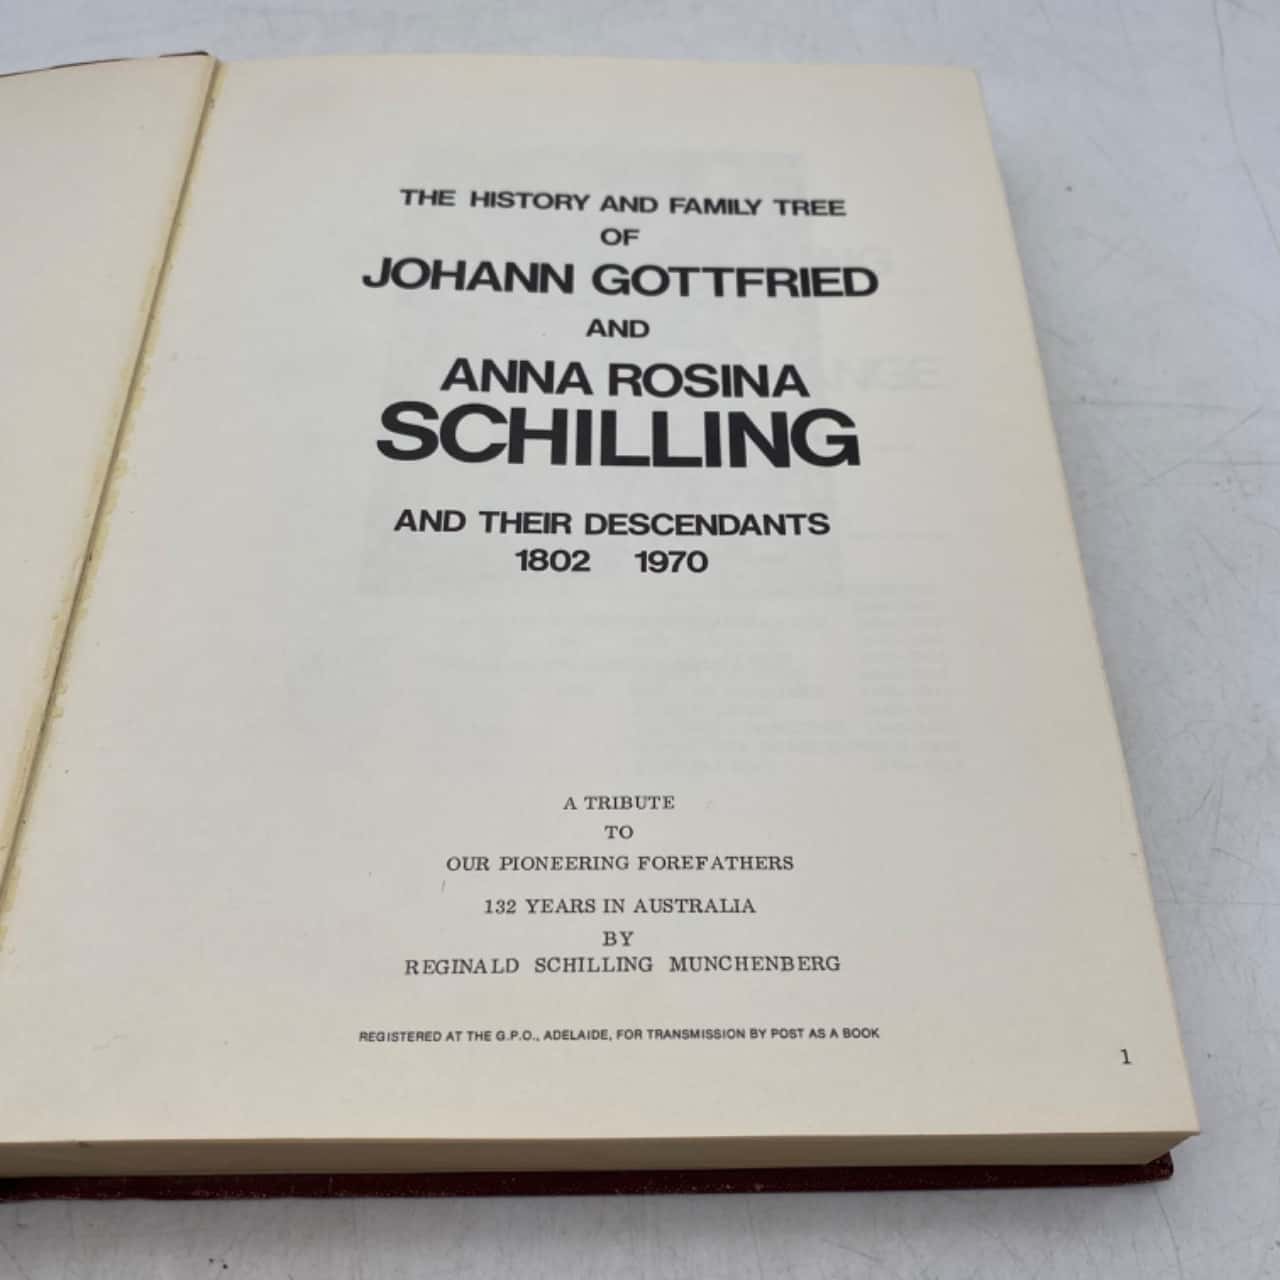 THE HISTORY AND FAMILY TREE
OF
JOHANN GOTTFRIED
AND
ANNA ROSINA
SCHILLING
AND THEIR DESCENDANTS
1802 1970
A TRIBUTE
TO
OUR PIONEERING FOREFATHERS
132 YEARS IN AUSTRALIA
BY
REGINALD SCHILLING MUNCHENBERG
REGISTERED AT THE G.P.O., ADELAIDE, FOR TRANSMISSION BY POST AS A BOOK
1